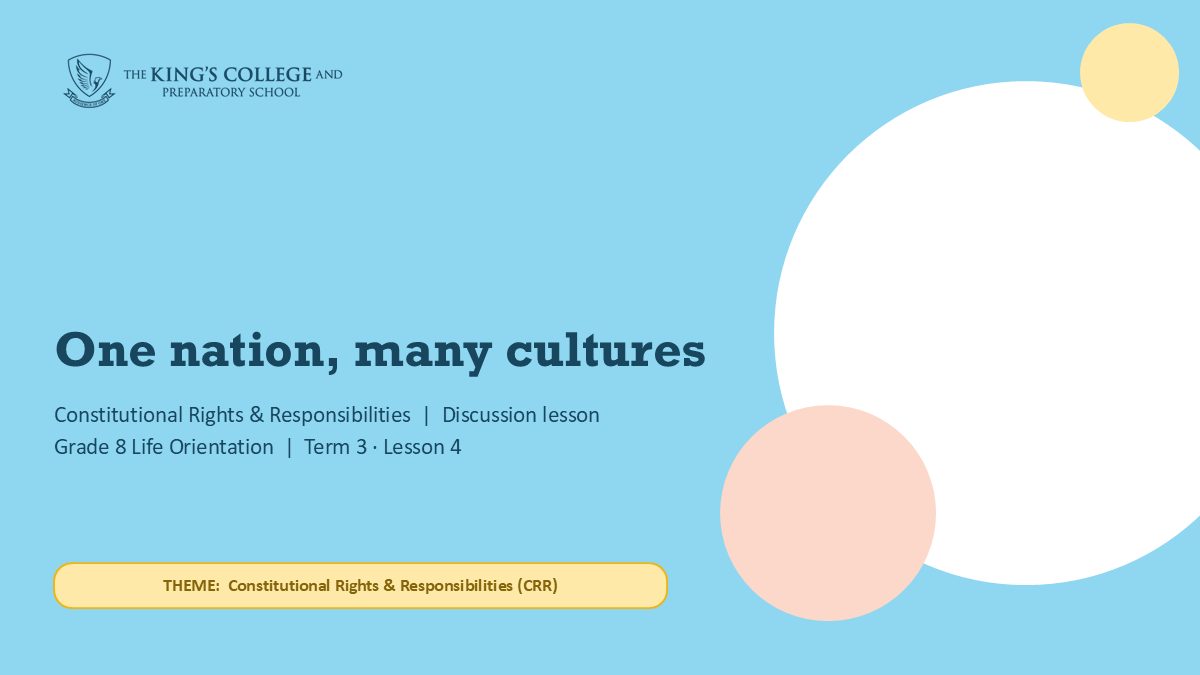 THE KING'S COLLEGE AND
PREPARATORY SCHOOL
One nation, many cultures
Constitutional Rights & Responsibilities | Discussion lesson
Grade 8 Life Orientation | Term 3 · Lesson 4
THEME: Constitutional Rights & Responsibilities (CRR)